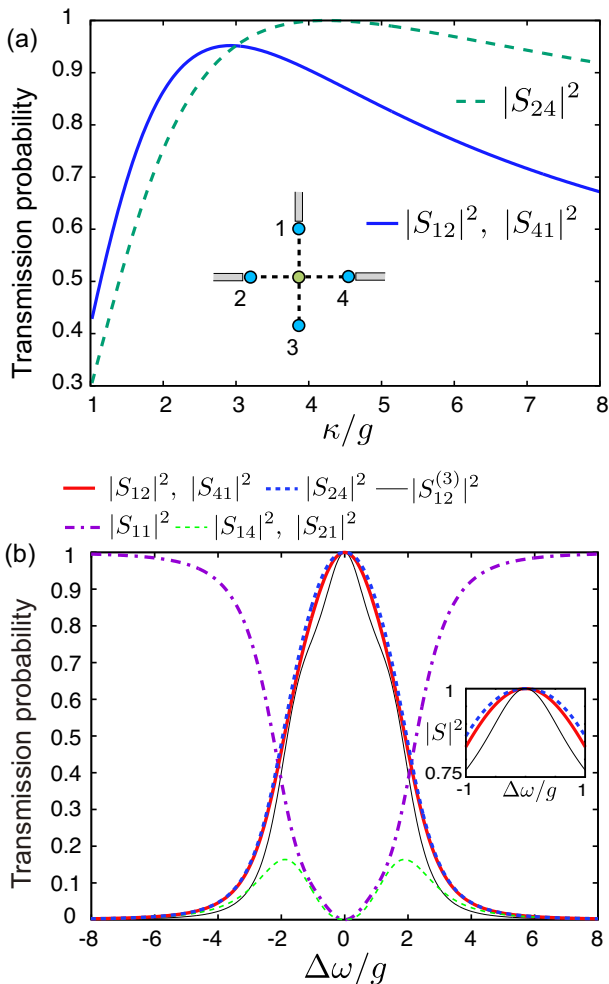 (a)
Transmission probability
1
0.9
0.8
0.7
0.6
0.5
0.4
0.3
|S₂₄|²
|S₁₂|², |S₄₁|²
1
2
4
3
1 2 3 4 5 6 7 8
κ/g
|S₁₂|², |S₄₁|² |S₂₄|² |S₁₂⁽³⁾|²
|S₁₁|² |S₁₄|², |S₂₁|²
(b)
Transmission probability
1
0.9
0.8
0.7
0.6
0.5
0.4
0.3
0.2
0.1
0
1
|S|²
0.75
-1 Δω/g 1
-8 -6 -4 -2 0 2 4 6 8
Δω/g